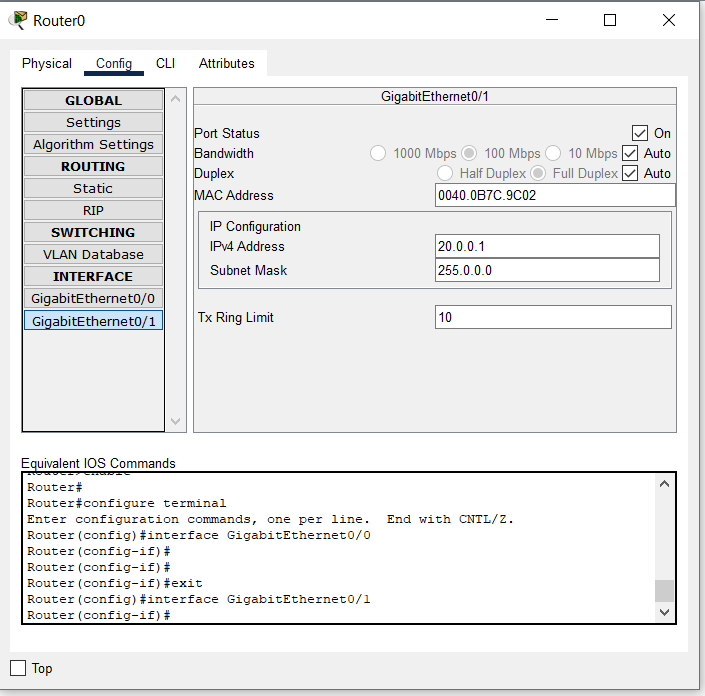 Router0
Physical Config CLI Attributes
GLOBAL
Settings
Algorithm Settings
ROUTING
Static
RIP
SWITCHING
VLAN Database
INTERFACE
GigabitEthernet0/0
GigabitEthernet0/1
GigabitEthernet0/1
Port Status On
Bandwidth 1000 Mbps 100 Mbps 10 Mbps Auto
Duplex Half Duplex Full Duplex Auto
MAC Address 0040.0B7C.9C02
IP Configuration
IPv4 Address 20.0.0.1
Subnet Mask 255.0.0.0
Tx Ring Limit 10
Equivalent IOS Commands
Router>enable
Router#
Router#configure terminal
Enter configuration commands, one per line. End with CNTL/Z.
Router(config)#interface GigabitEthernet0/0
Router(config-if)#
Router(config-if)#
Router(config-if)#exit
Router(config)#interface GigabitEthernet0/1
Router(config-if)#
Top